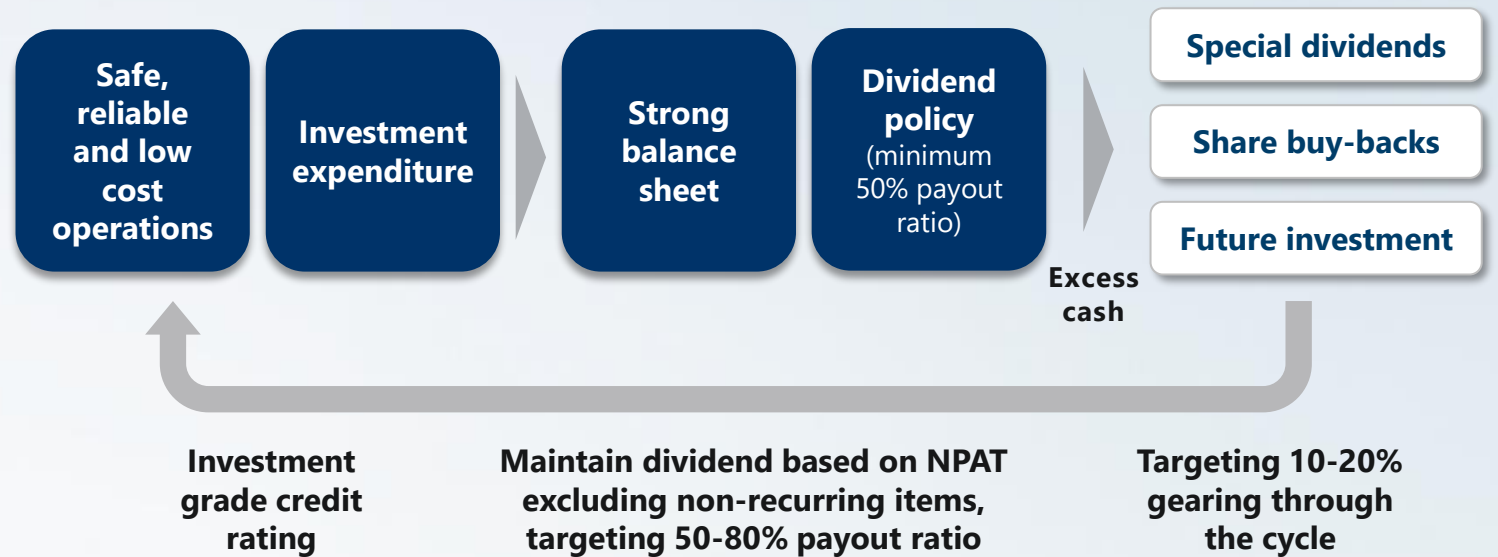 Safe,
reliable
and low
cost
operations
Investment
expenditure
Strong
balance
sheet
Dividend
policy
(minimum
50% payout
ratio)
Excess
cash
Special dividends
Share buy-backs
Future investment
Investment
grade credit
rating
Maintain dividend based on NPAT
excluding non-recurring items,
targeting 50-80% payout ratio
Targeting 10-20%
gearing through
the cycle